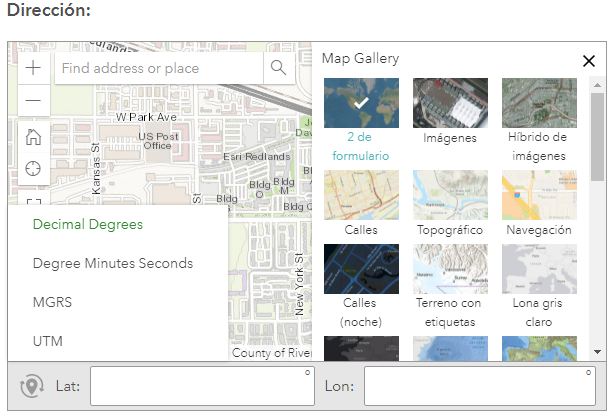 Dirección:
Find address or place
W Park Ave
US Post
Office
Kansas St
Esri Redlands
Bldg
Q
Bldg
M
Bldg
O
Bldg
New York St
County of River
Decimal Degrees
Degree Minutes Seconds
MGRS
UTM
Map Gallery
2 de
formulario
Imágenes
Híbrido de
imágenes
Calles
Topográfico
Navegación
Calles
(noche)
Terreno con
etiquetas
Lona gris
claro
Lat: °
Lon: °